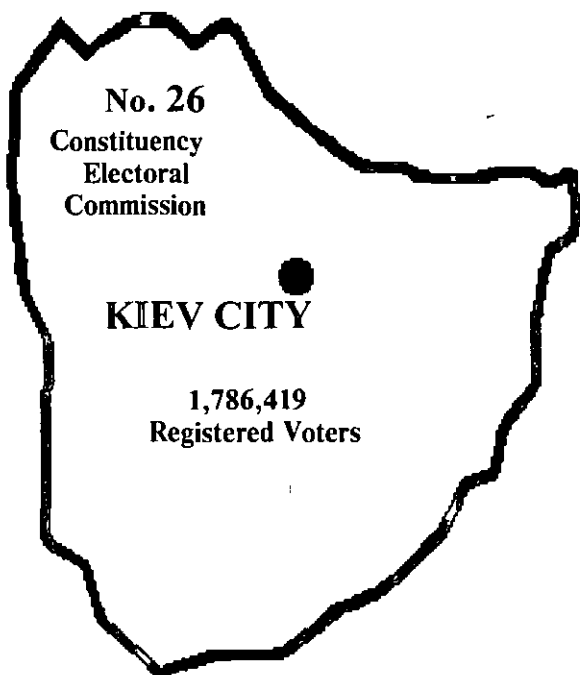 No. 26
Constituency
Electoral
Commission
KIEV CITY
1,786,419
Registered Voters